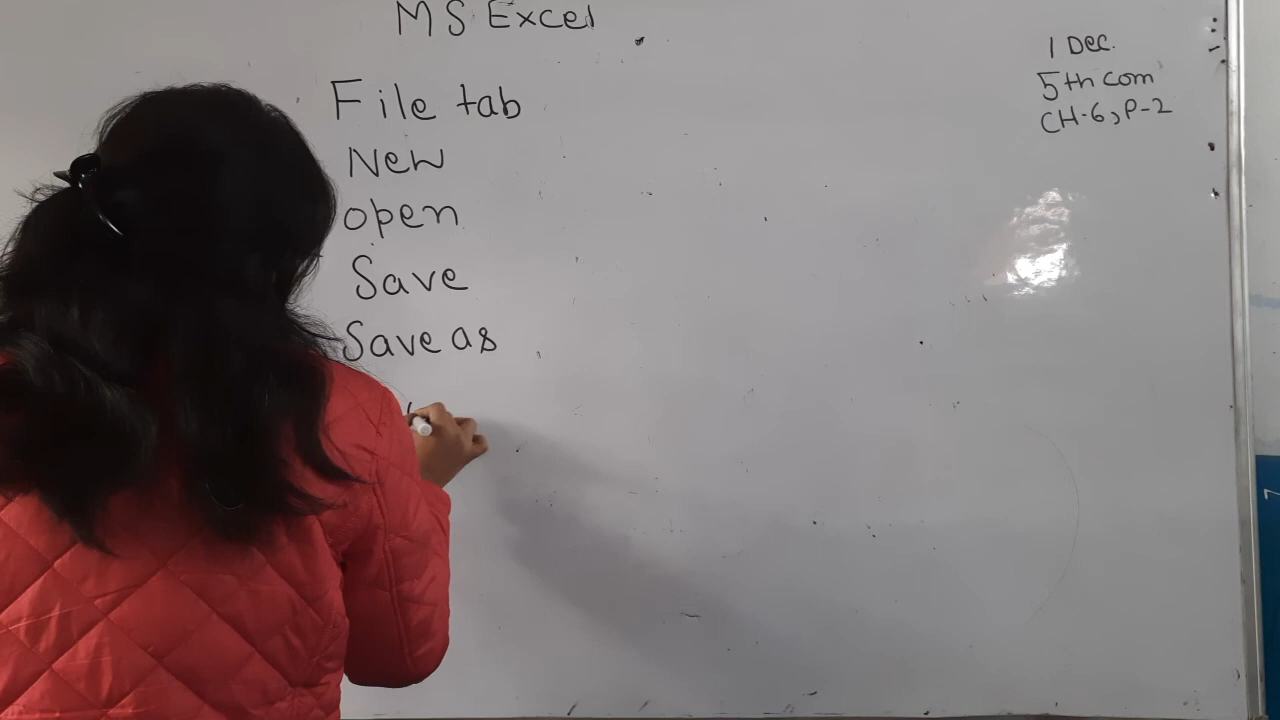 MS Excel
File tab
New
open
Save
Save as
1 Dec.
5th com
CH-6, P-2